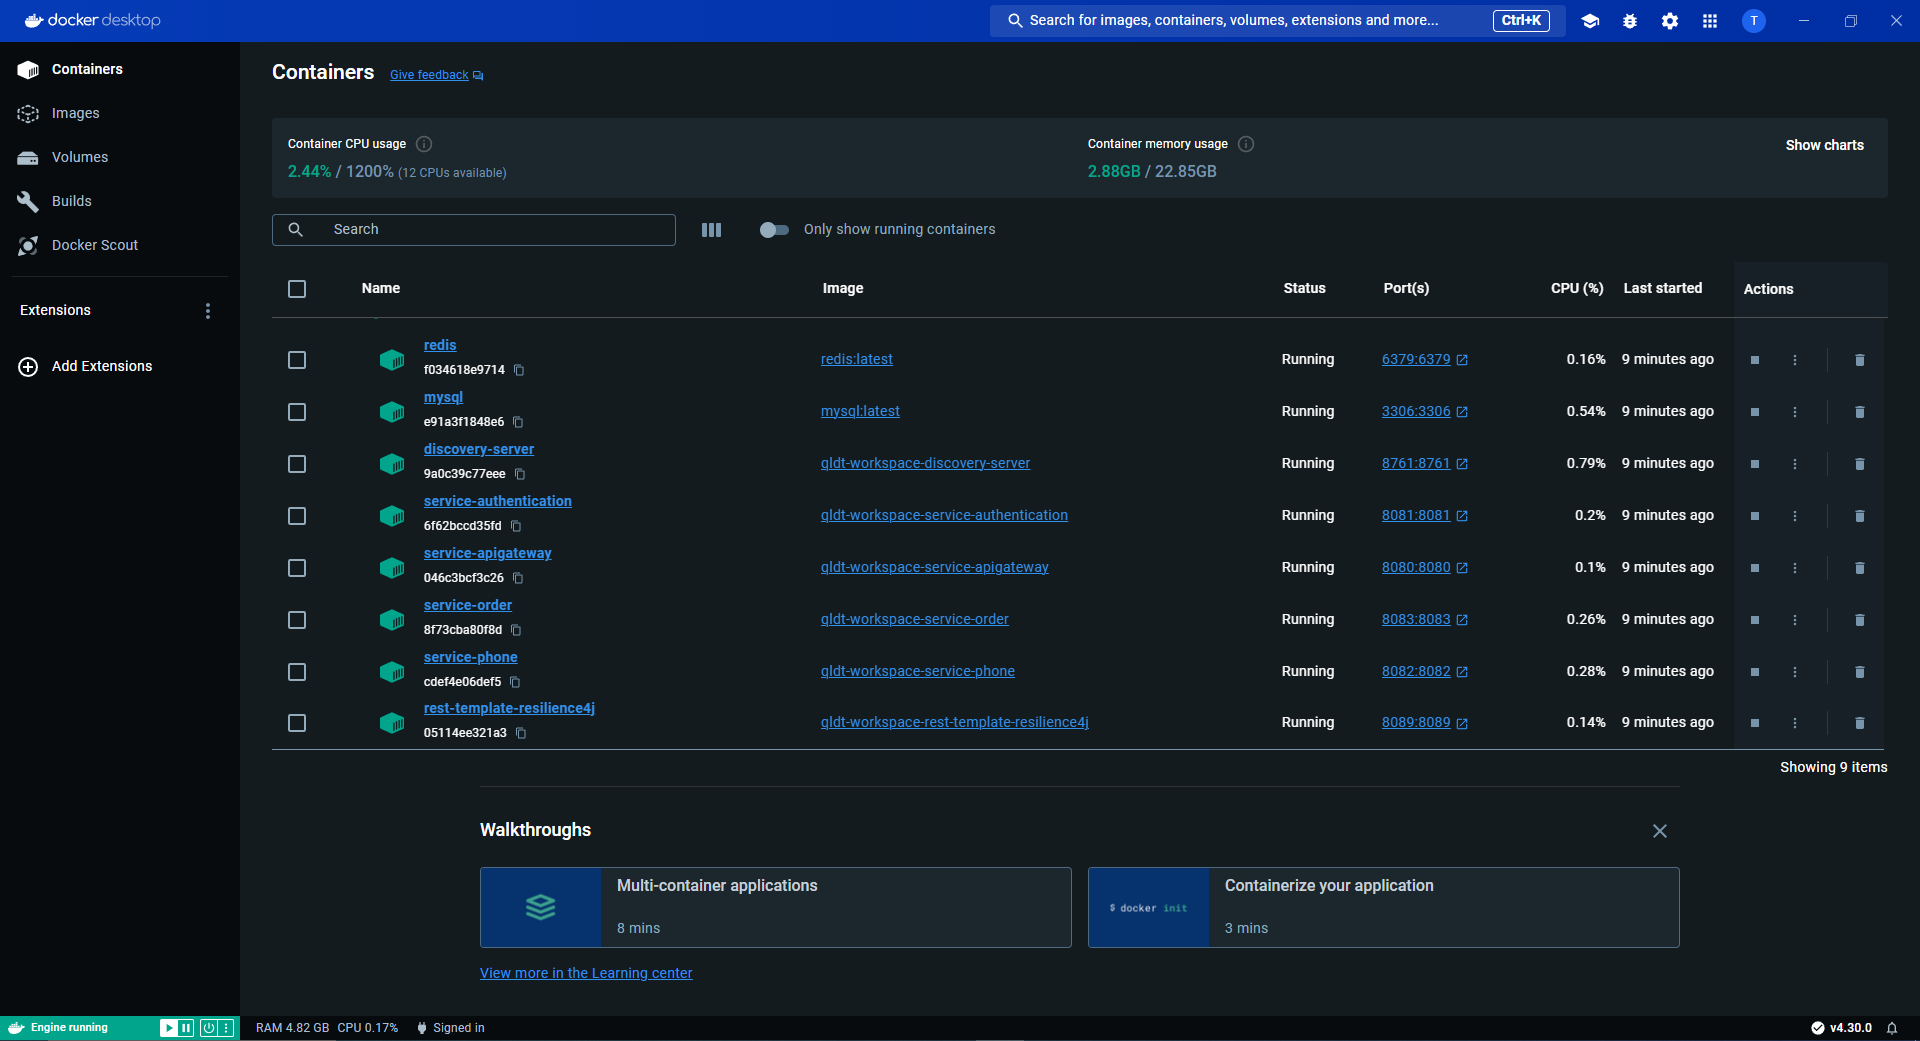 docker desktop
Search for images, containers, volumes, extensions and more... Ctrl+K
T
Containers
Images
Volumes
Builds
Docker Scout
Extensions
Add Extensions
Containers Give feedback
Container CPU usage
2.44% / 1200% (12 CPUs available)
Container memory usage
2.88GB / 22.85GB
Show charts
Search
Only show running containers
Name Image Status Port(s) CPU (%) Last started Actions
redis
f034618e9714
redis:latest Running 6379:6379 0.16% 9 minutes ago
mysql
e91a3f1848e6
mysql:latest Running 3306:3306 0.54% 9 minutes ago
discovery-server
9a0c39c77eee
qldt-workspace-discovery-server Running 8761:8761 0.79% 9 minutes ago
service-authentication
6f62bccd35fd
qldt-workspace-service-authentication Running 8081:8081 0.2% 9 minutes ago
service-apigateway
046c3bcf3c26
qldt-workspace-service-apigateway Running 8080:8080 0.1% 9 minutes ago
service-order
8f73cba80f8d
qldt-workspace-service-order Running 8083:8083 0.26% 9 minutes ago
service-phone
cdef4e06def5
qldt-workspace-service-phone Running 8082:8082 0.28% 9 minutes ago
rest-template-resilience4j
05114ee321a3
qldt-workspace-rest-template-resilience4j Running 8089:8089 0.14% 9 minutes ago
Showing 9 items
Walkthroughs
Multi-container applications
8 mins
$ docker init
Containerize your application
3 mins
View more in the Learning center
Engine running
RAM 4.82 GB CPU 0.17% Signed in
v4.30.0